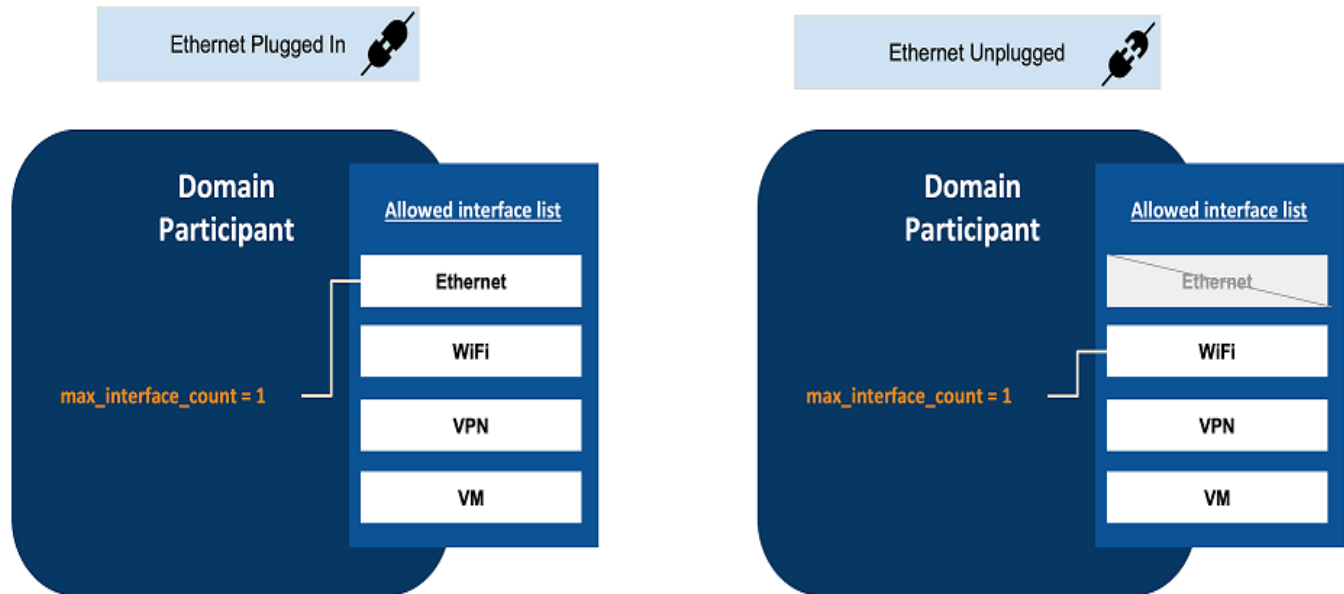 Ethernet Plugged In
Domain
Participant
Allowed interface list
Ethernet
WiFi
max_interface_count = 1
VPN
VM
Ethernet Unplugged
Domain
Participant
Allowed interface list
Ethernet
WiFi
max_interface_count = 1
VPN
VM